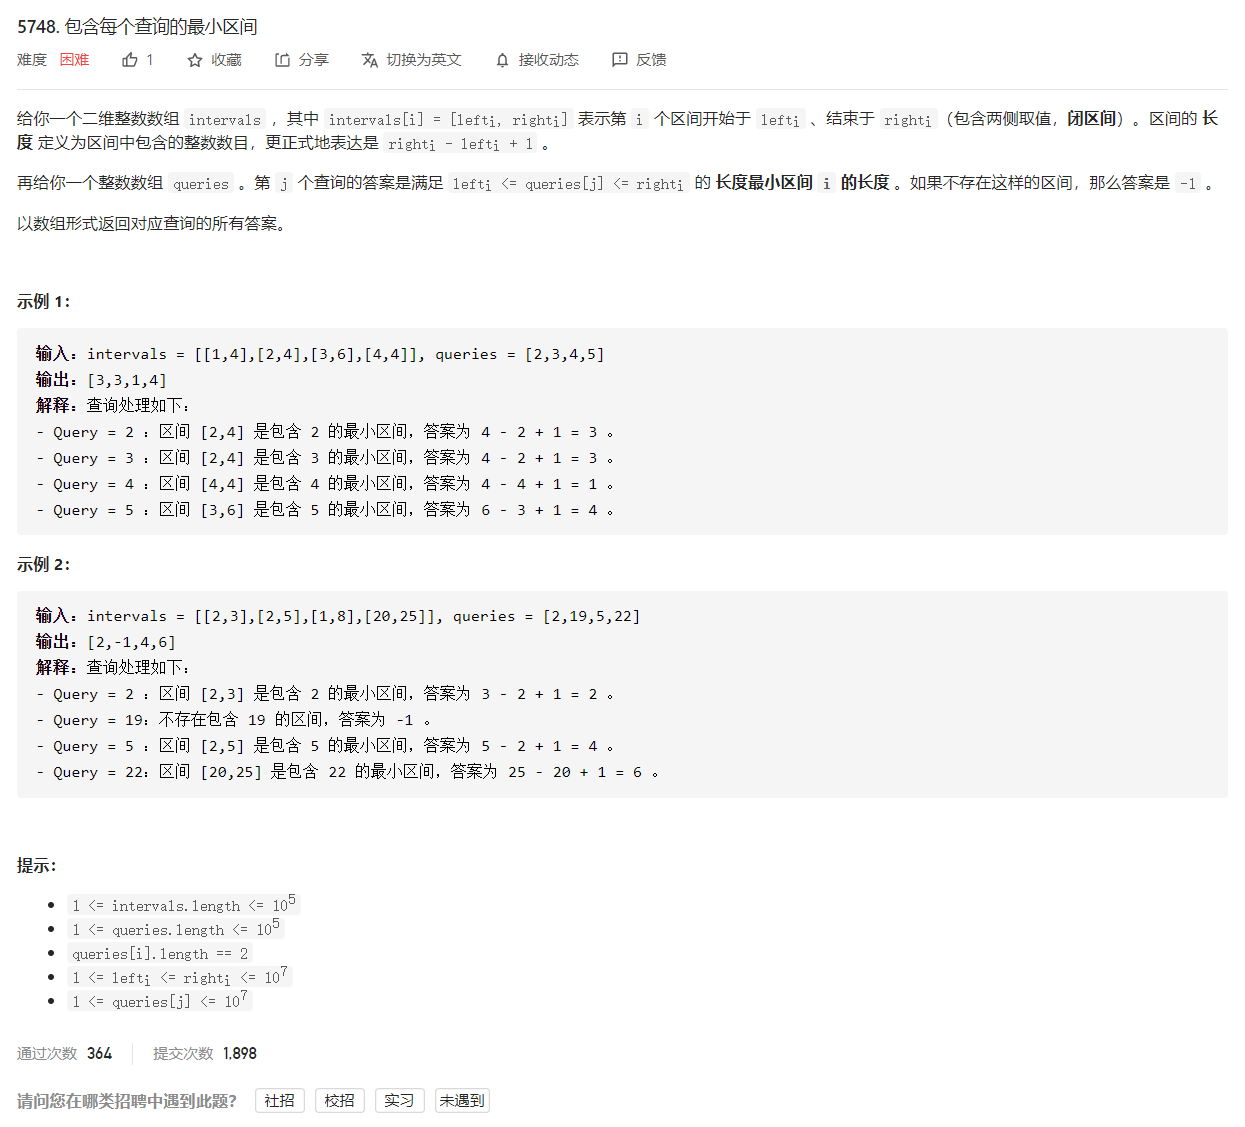 5748. 包含每个查询的最小区间
难度 困难 1 收藏 分享 切换为英文 接收动态 反馈
给你一个二维整数数组 intervals ，其中 intervals[i] = [lefti, righti] 表示第 i 个区间开始于 lefti 、结束于 righti （包含两侧取值，闭区间）。区间的 长
度 定义为区间中包含的整数数目，更正式地表达是 righti - lefti + 1 。
再给你一个整数数组 queries 。第 j 个查询的答案是满足 lefti <= queries[j] <= righti 的 长度最小区间 i 的长度 。如果不存在这样的区间，那么答案是 -1 。
以数组形式返回对应查询的所有答案。
示例 1：
输入：intervals = [[1,4],[2,4],[3,6],[4,4]], queries = [2,3,4,5]
输出：[3,3,1,4]
解释：查询处理如下：
- Query = 2 ：区间 [2,4] 是包含 2 的最小区间，答案为 4 - 2 + 1 = 3 。
- Query = 3 ：区间 [2,4] 是包含 3 的最小区间，答案为 4 - 2 + 1 = 3 。
- Query = 4 ：区间 [4,4] 是包含 4 的最小区间，答案为 4 - 4 + 1 = 1 。
- Query = 5 ：区间 [3,6] 是包含 5 的最小区间，答案为 6 - 3 + 1 = 4 。
示例 2：
输入：intervals = [[2,3],[2,5],[1,8],[20,25]], queries = [2,19,5,22]
输出：[2,-1,4,6]
解释：查询处理如下：
- Query = 2 ：区间 [2,3] 是包含 2 的最小区间，答案为 3 - 2 + 1 = 2 。
- Query = 19：不存在包含 19 的区间，答案为 -1 。
- Query = 5 ：区间 [2,5] 是包含 5 的最小区间，答案为 5 - 2 + 1 = 4 。
- Query = 22：区间 [20,25] 是包含 22 的最小区间，答案为 25 - 20 + 1 = 6 。
提示：
• 1 <= intervals.length <= 10^5
• 1 <= queries.length <= 10^5
• queries[i].length == 2
• 1 <= lefti <= righti <= 10^7
• 1 <= queries[j] <= 10^7
通过次数 364 提交次数 1,898
请问您在哪类招聘中遇到此题？ 社招 校招 实习 未遇到